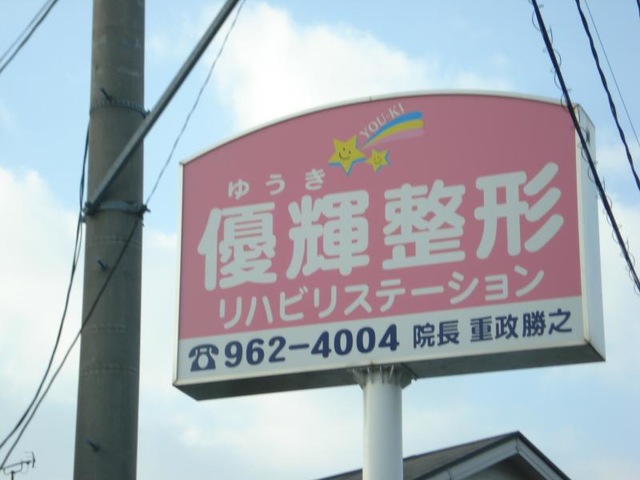 YOU-KI
ゆうき
優輝整形
リハビリステーション
☎962-4004 院長 重政勝之